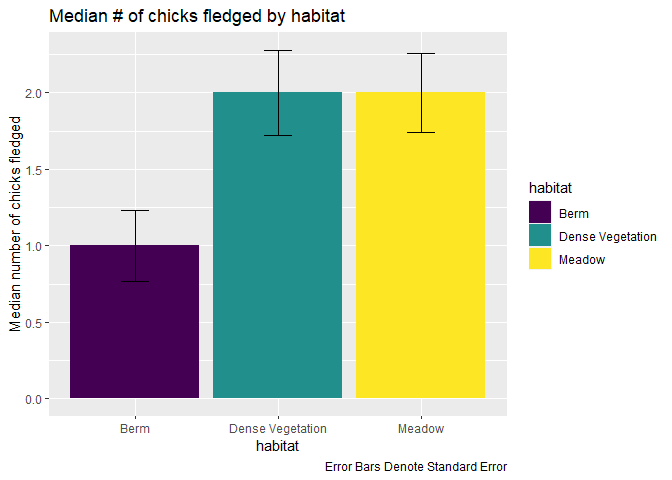 Median # of chicks fledged by habitat
Median number of chicks fledged
2.0
1.5
1.0
0.5
0.0
Berm
Dense Vegetation
Meadow
habitat
habitat
Berm
Dense Vegetation
Meadow
Error Bars Denote Standard Error